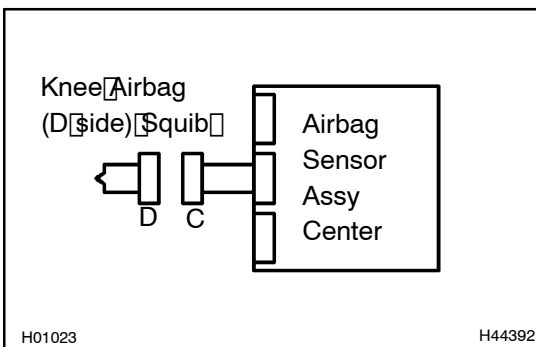 Knee Airbag
(D side) Squib
Airbag
Sensor
Assy
Center
D
C
H01023
H44392